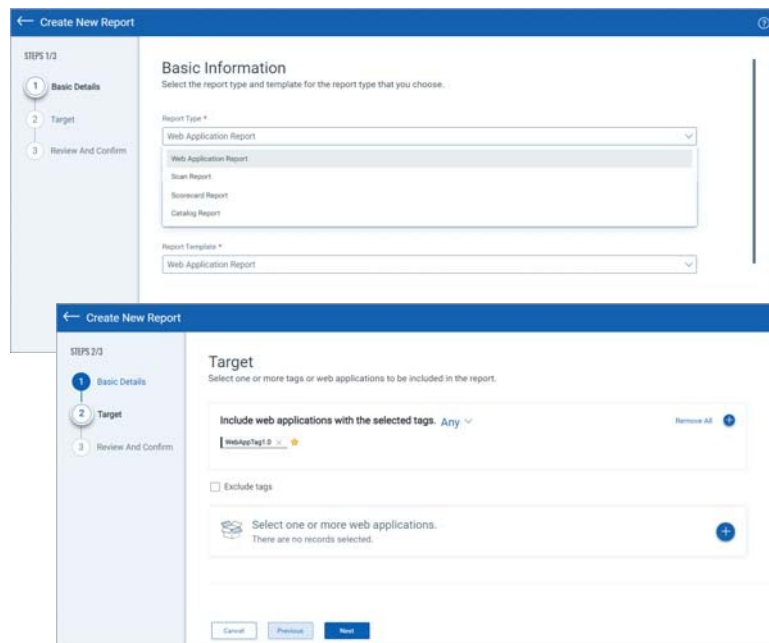 Create New Report
STEPS 1/3
1 Basic Details
2 Target
3 Review And Confirm
Basic Information
Select the report type and template for the report type that you choose.
Report Type *
Web Application Report
Web Application Report
Scan Report
Scorecard Report
Catalog Report
Report Template *
Web Application Report
Create New Report
STEPS 2/3
1 Basic Details
2 Target
3 Review And Confirm
Target
Select one or more tags or web applications to be included in the report.
Include web applications with the selected tags. Any
Remove All
WebAppTag1.0
Exclude tags
Select one or more web applications.
There are no records selected.
Cancel Previous Next